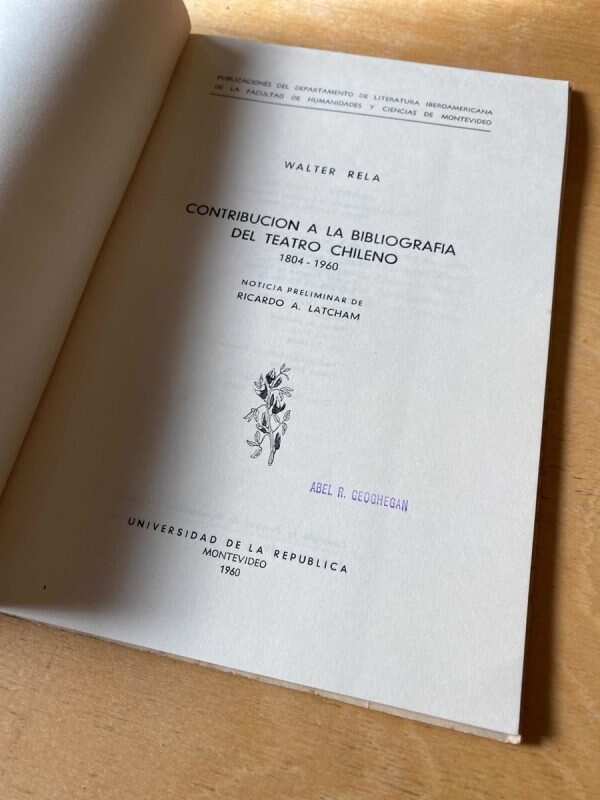 PUBLICACIONES DEL DEPARTAMENTO DE LITERATURA IBEROAMERICANA
DE LA FACULTAD DE HUMANIDADES Y CIENCIAS DE MONTEVIDEO
WALTER RELA
CONTRIBUCION A LA BIBLIOGRAFIA
DEL TEATRO CHILENO
1804 - 1960
NOTICIA PRELIMINAR DE
RICARDO A. LATCHAM
ABEL R. GEOGHEGAN
UNIVERSIDAD DE LA REPUBLICA
MONTEVIDEO
1960